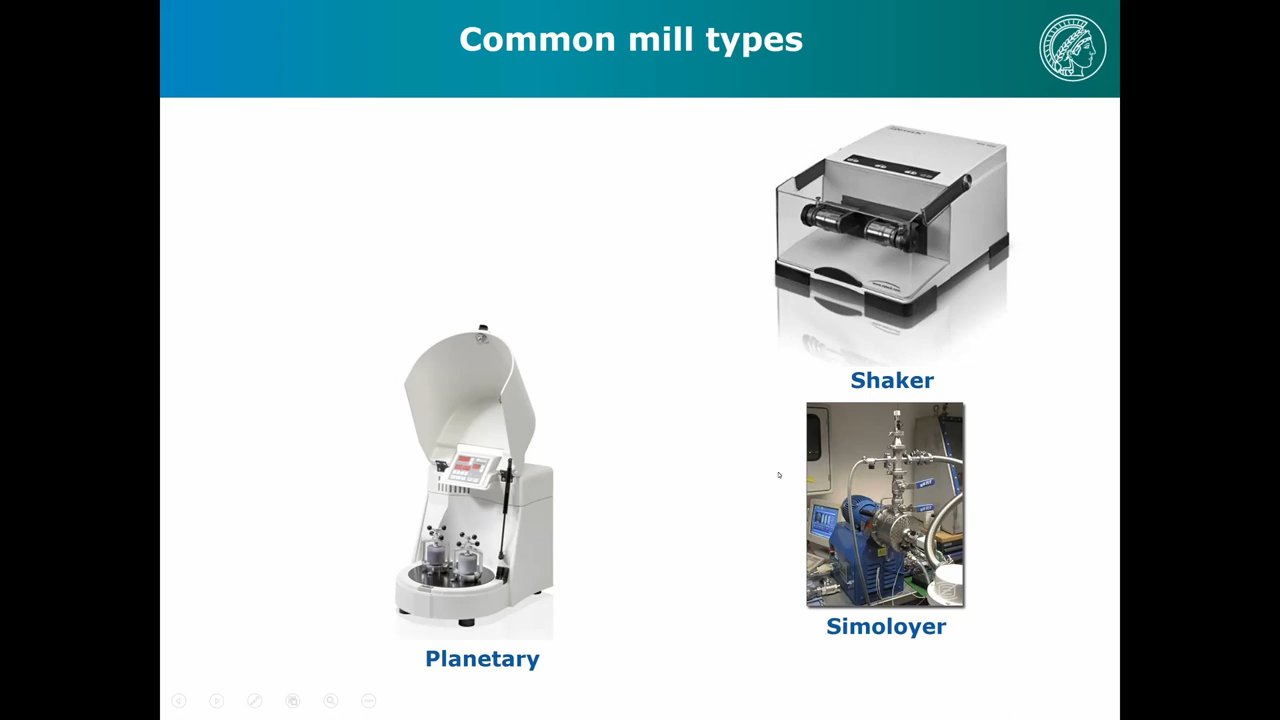 Common mill types
Shaker
Simoloyer
Planetary